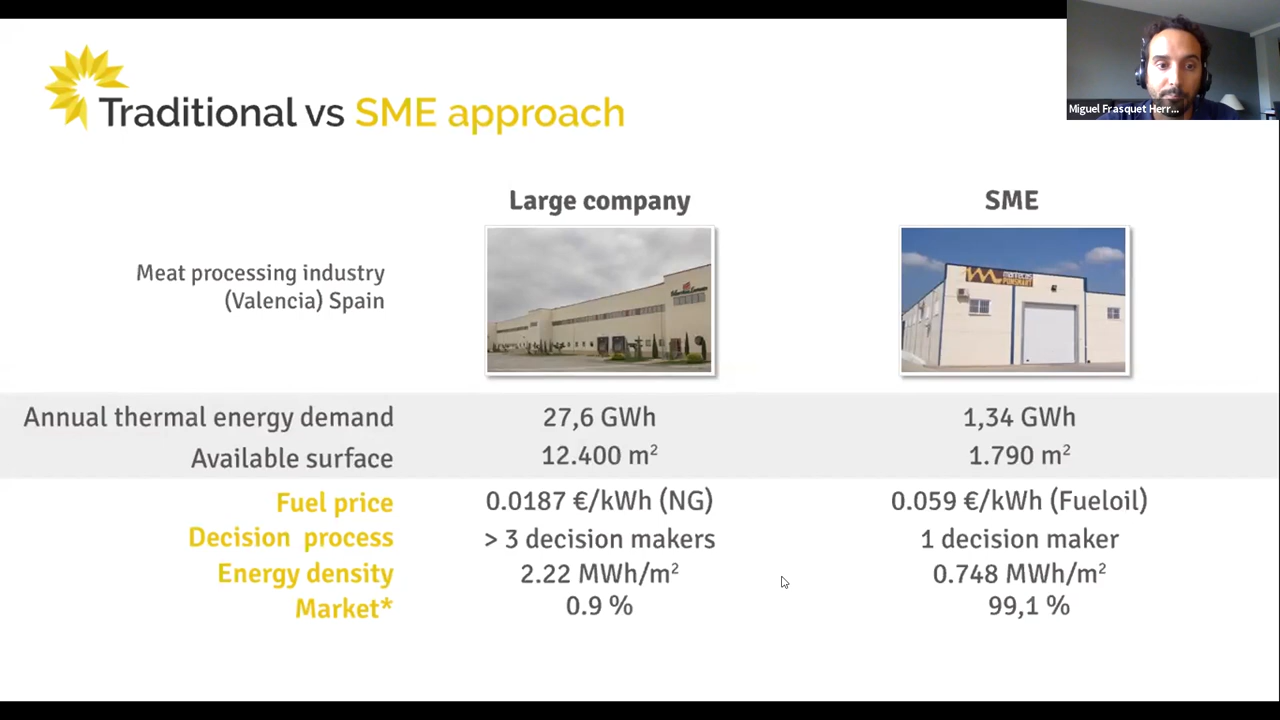 Miguel Frasquet Herr...
Traditional vs SME approach
Large company
SME
Meat processing industry
(Valencia) Spain
Annual thermal energy demand
27,6 GWh
1,34 GWh
Available surface
12.400 m²
1.790 m²
Fuel price
0.0187 €/kWh (NG)
0.059 €/kWh (Fueloil)
Decision process
> 3 decision makers
1 decision maker
Energy density
2.22 MWh/m²
0.748 MWh/m²
Market*
0.9 %
99,1 %